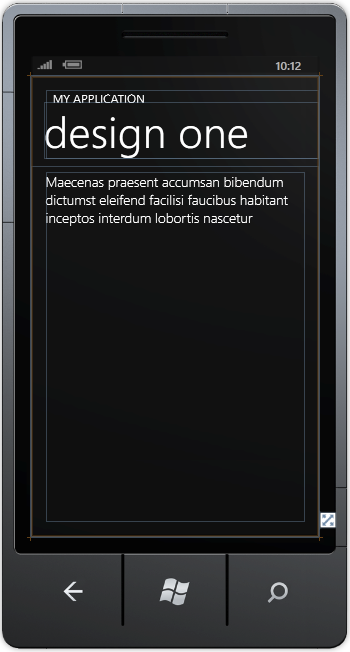 10:12
MY APPLICATION
design one
Maecenas praesent accumsan bibendum
dictumst eleifend facilisi faucibus habitant
inceptos interdum lobortis nascetur